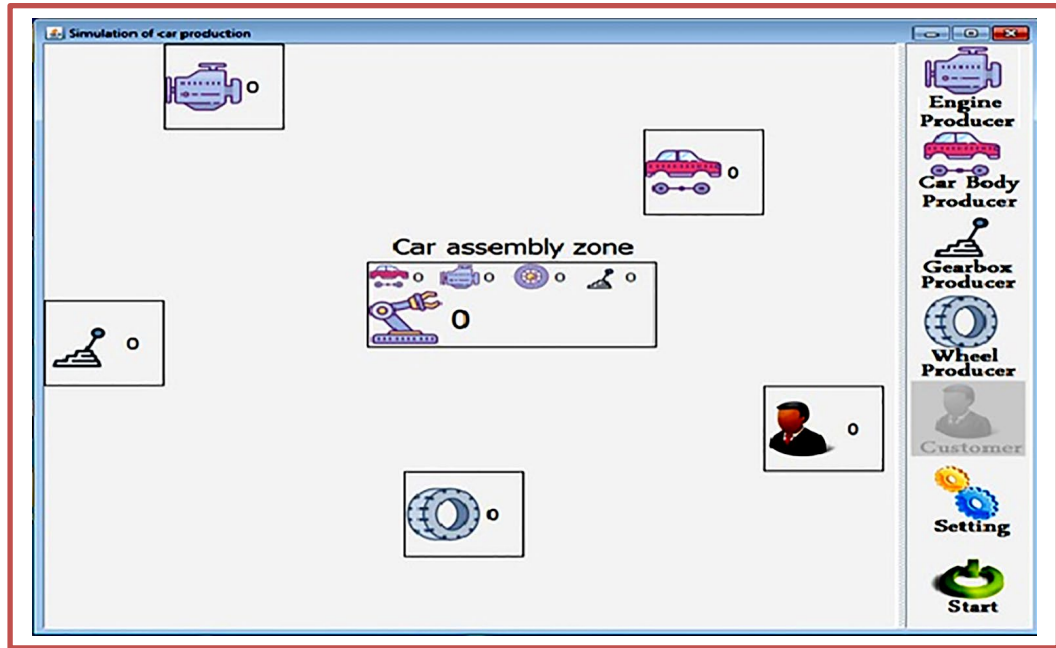 Simulation of car production
0
0
Car assembly zone
0 0 0 0
0
0
0
0
Engine
Producer
Car Body
Producer
Gearbox
Producer
Wheel
Producer
Customer
Setting
Start